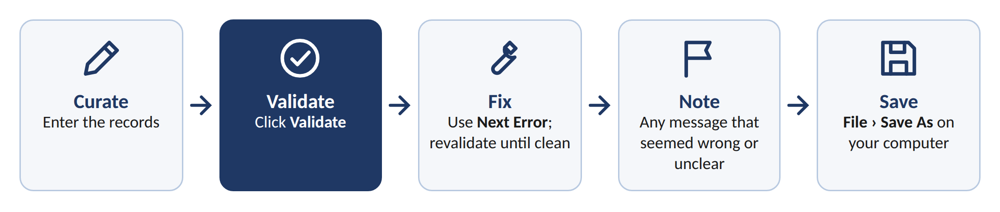 Curate
Enter the records
Validate
Click Validate
Fix
Use Next Error;
revalidate until clean
Note
Any message that
seemed wrong or
unclear
Save
File › Save As on
your computer